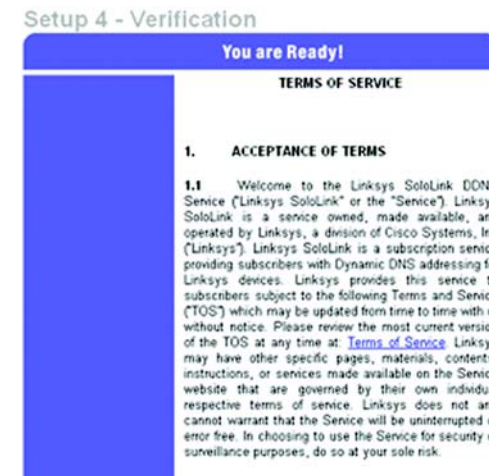 Setup 4 - Verification
You are Ready!
TERMS OF SERVICE
1. ACCEPTANCE OF TERMS
1.1 Welcome to the Linksys SoloLink DDN
Service ("Linksys SoloLink" or the "Service"). Linksy
SoloLink is a service owned, made available, an
operated by Linksys, a division of Cisco Systems, In
("Linksys"). Linksys SoloLink is a subscription servic
providing subscribers with Dynamic DNS addressing f
Linksys devices. Linksys provides this service t
subscribers subject to the following Terms and Servic
("TOS") which may be updated from time to time with
without notice. Please review the most current versio
of the TOS at any time at: Terms of Service. Linksy
may have other specific pages, materials, contents
instructions, or services made available on the Servic
website that are governed by their own individu
respective terms of service. Linksys does not an
cannot warrant that the Service will be uninterrupted
error free. In choosing to use the Service for security
surveillance purposes, do so at your sole risk.